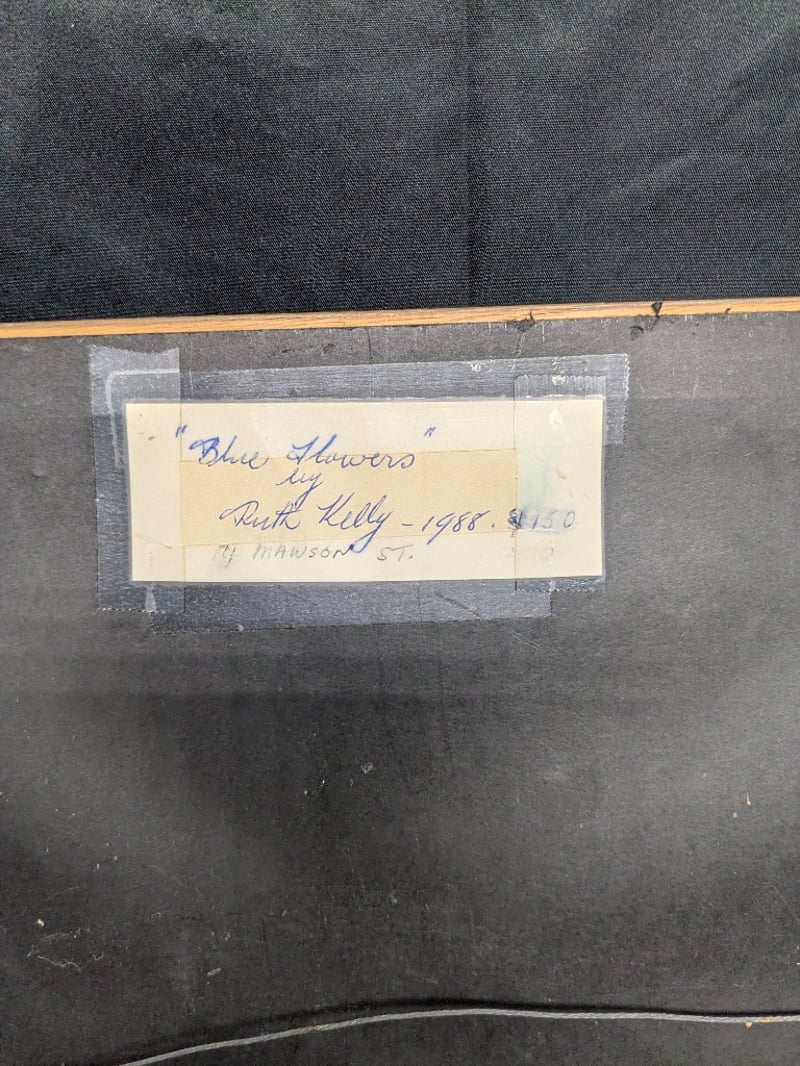 "Blue Flowers"
by
Ruth Kelly - 1988. $150
MAWSON ST.